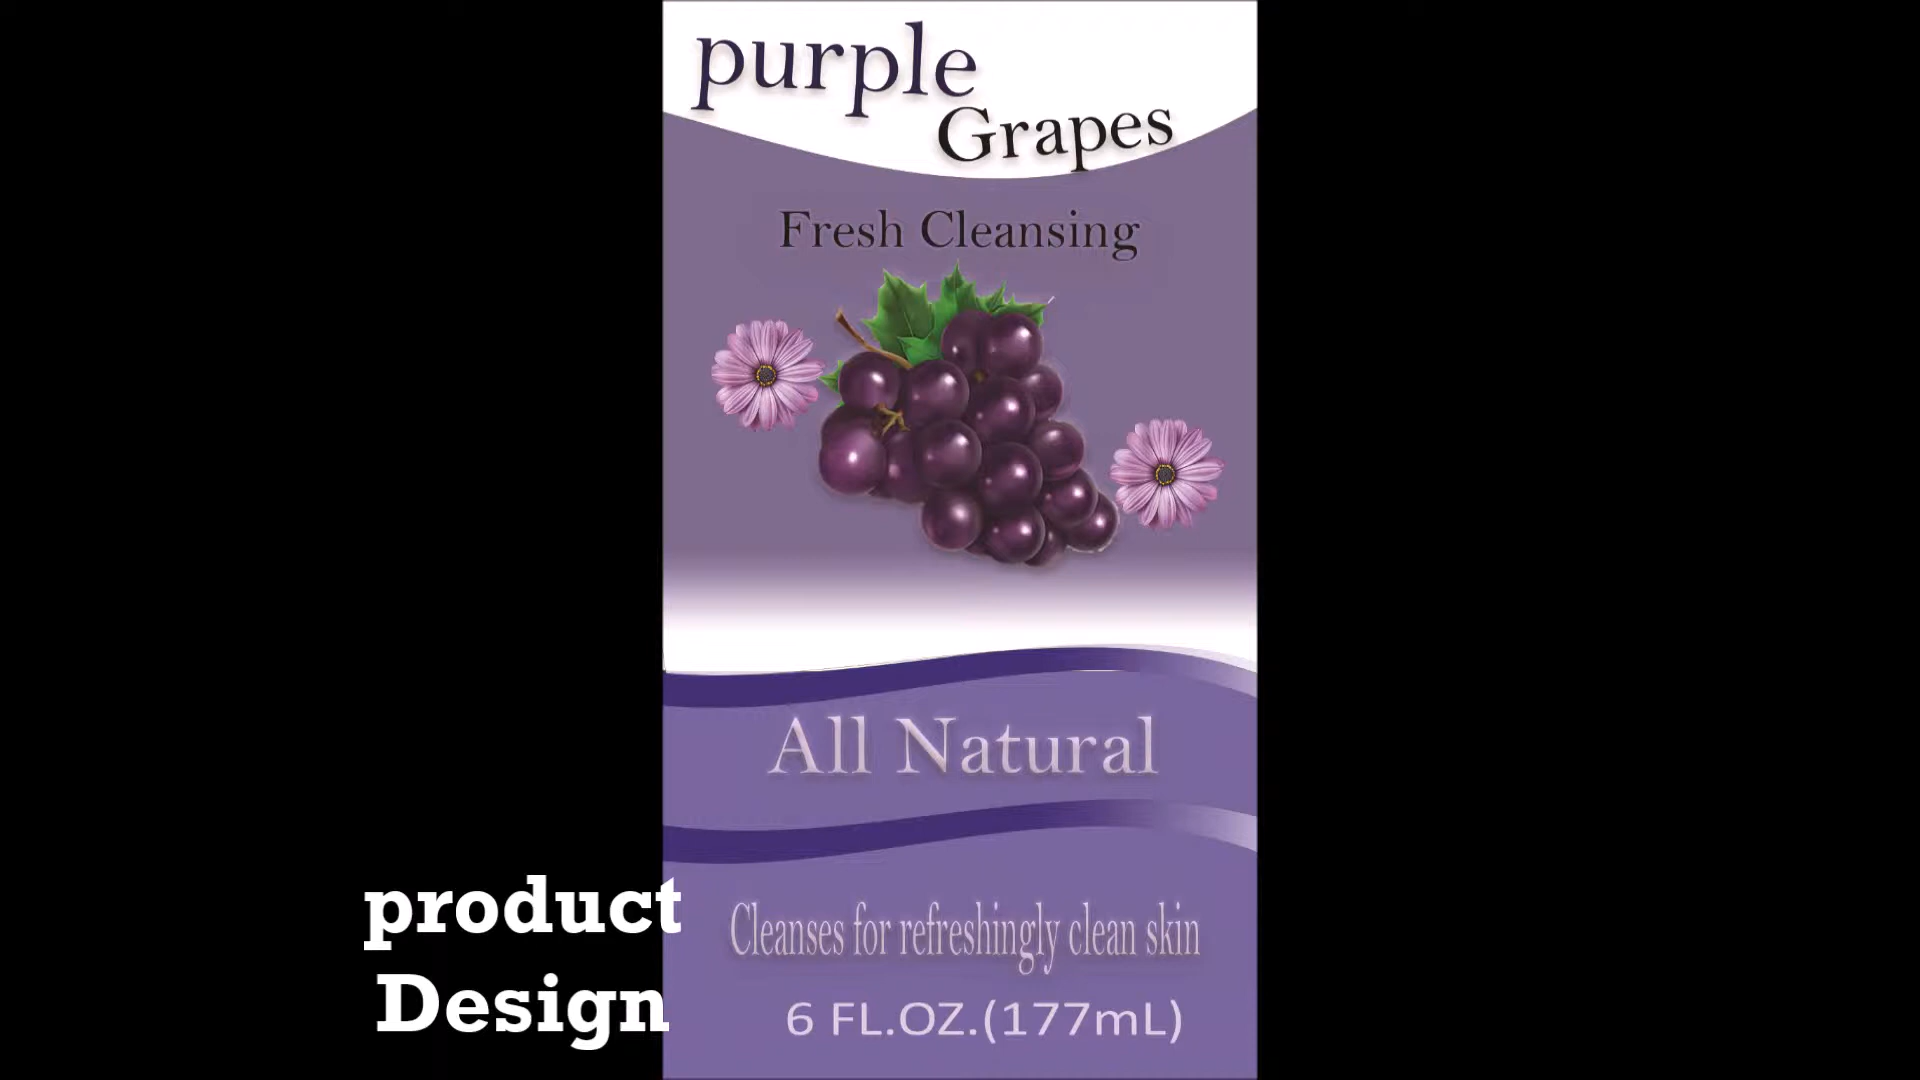 purple
Grapes
Fresh Cleansing
All Natural
Cleanses for refreshingly clean skin
6 FL.OZ.(177mL)
product
Design